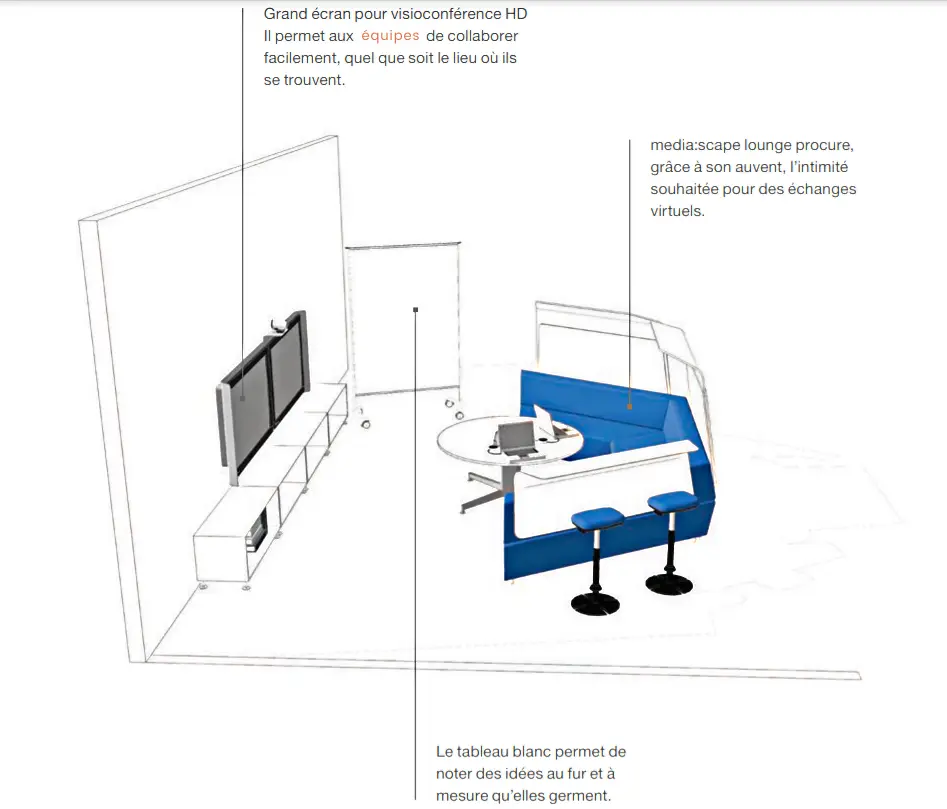 Grand écran pour visioconférence HD
Il permet aux équipes de collaborer
facilement, quel que soit le lieu où ils
se trouvent.
media:scape lounge procure,
grâce à son auvent, l’intimité
souhaitée pour des échanges
virtuels.
Le tableau blanc permet de
noter des idées au fur et à
mesure qu’elles germent.